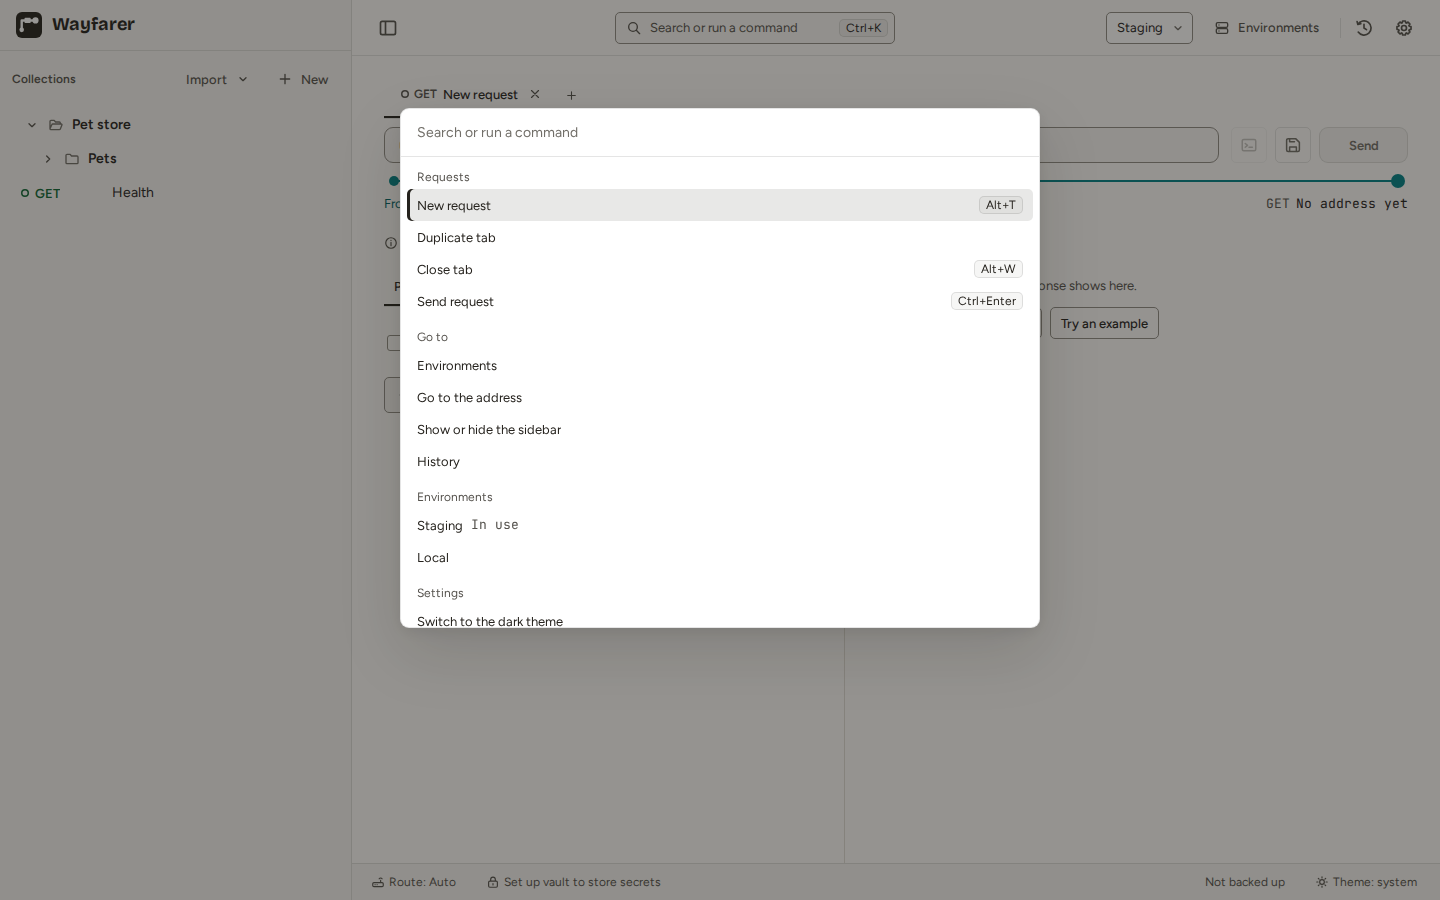 Wayfarer
Search or run a command
Ctrl+K
Staging
Environments
Collections
Import
New
Pet store
Pets
GET Health
GET New request
Send
GET No address yet
onse shows here.
Try an example
Search or run a command
Requests
New request Alt+T
Duplicate tab
Close tab Alt+W
Send request Ctrl+Enter
Go to
Environments
Go to the address
Show or hide the sidebar
History
Environments
Staging In use
Local
Settings
Switch to the dark theme
Route: Auto
Set up vault to store secrets
Not backed up
Theme: system